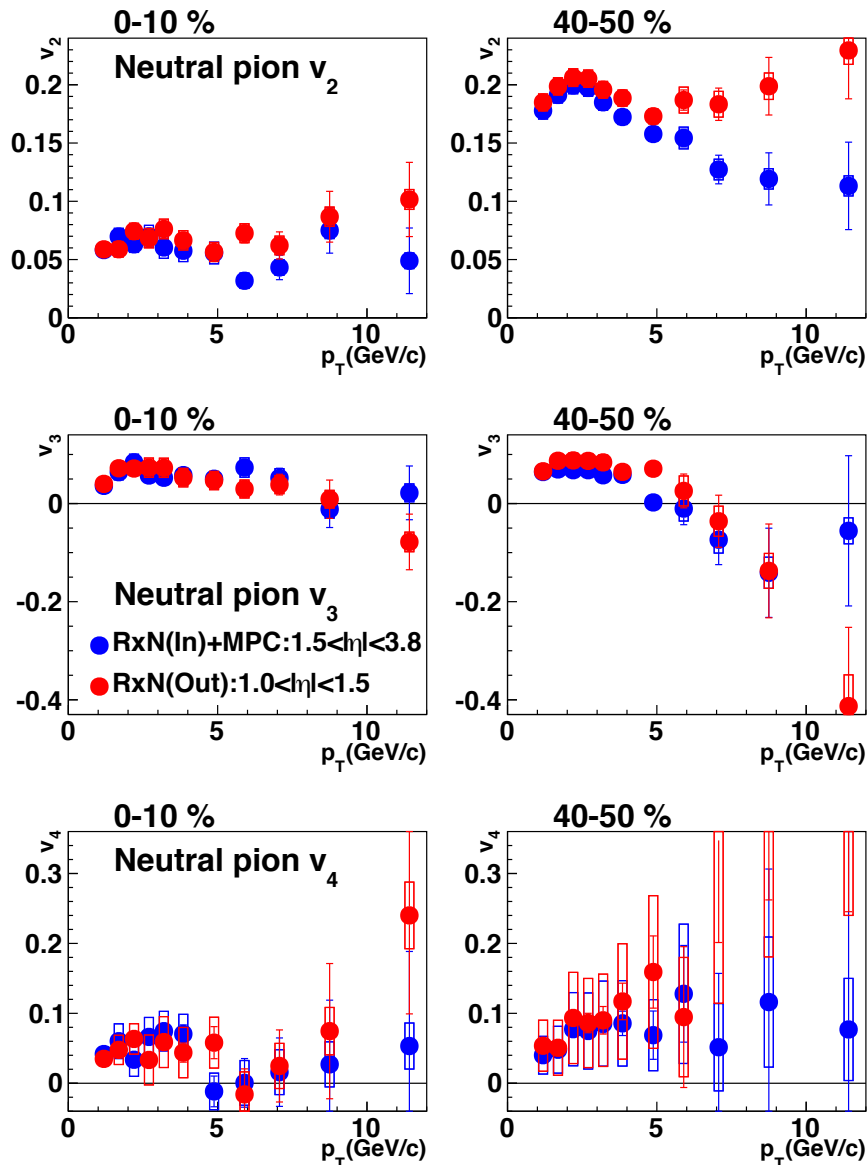 0-10 %
40-50 %
v2
Neutral pion v2
0.2
0.15
0.1
0.05
0
0 5 10
pT(GeV/c)
v2
0.2
0.15
0.1
0.05
0
0 5 10
pT(GeV/c)
0-10 %
40-50 %
v3
0
-0.2
-0.4
Neutral pion v3
RxN(In)+MPC:1.5<|η|<3.8
RxN(Out):1.0<|η|<1.5
0 5 10
pT(GeV/c)
v3
0
-0.2
-0.4
0 5 10
pT(GeV/c)
0-10 %
40-50 %
v4
Neutral pion v4
0.3
0.2
0.1
0
0 5 10
pT(GeV/c)
v4
0.3
0.2
0.1
0
0 5 10
pT(GeV/c)